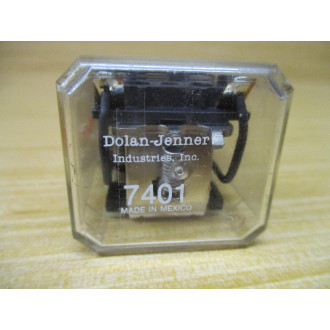 Dolan-Jenner
Industries, Inc.
7401
MADE IN MEXICO